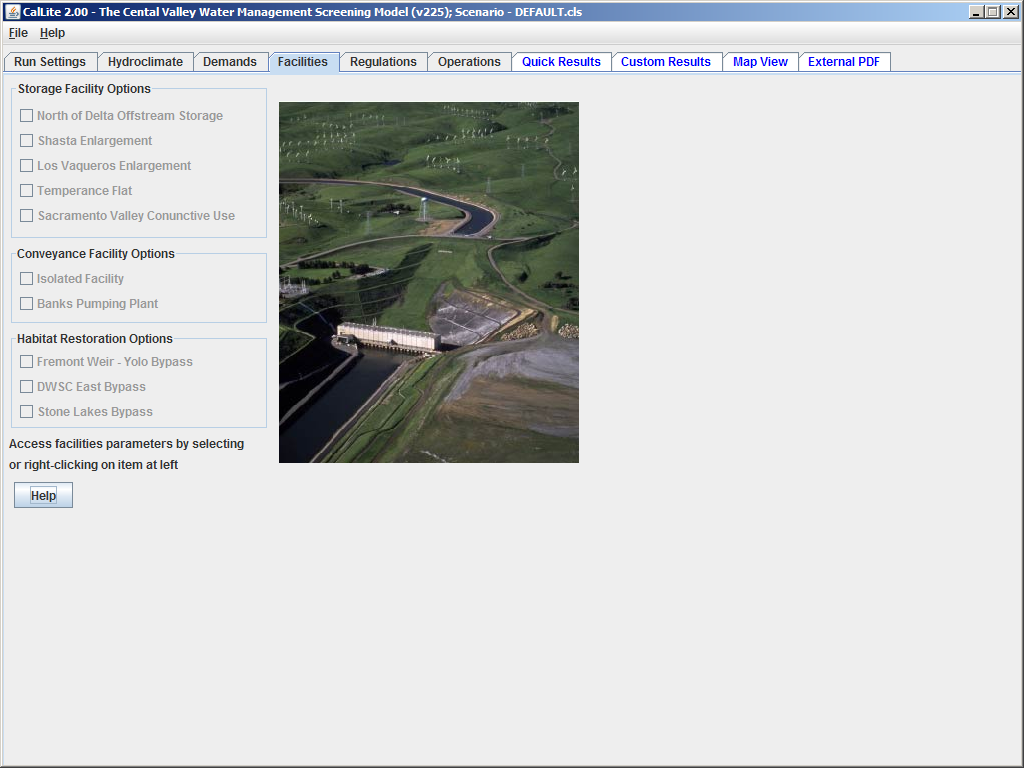 CalLite 2.00 - The Cental Valley Water Management Screening Model (v225); Scenario - DEFAULT.cls
File Help
Run Settings Hydroclimate Demands Facilities Regulations Operations Quick Results Custom Results Map View External PDF
Storage Facility Options
North of Delta Offstream Storage
Shasta Enlargement
Los Vaqueros Enlargement
Temperance Flat
Sacramento Valley Conunctive Use
Conveyance Facility Options
Isolated Facility
Banks Pumping Plant
Habitat Restoration Options
Fremont Weir - Yolo Bypass
DWSC East Bypass
Stone Lakes Bypass
Access facilities parameters by selecting
or right-clicking on item at left
Help